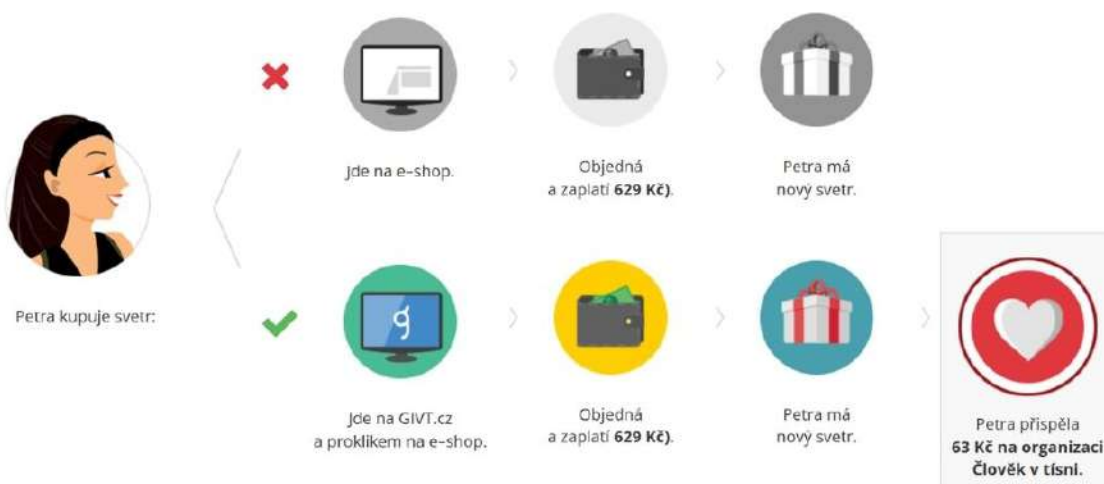 Jde na e-shop.
Objedná
a zaplatí 629 Kč).
Petra má
nový svetr.
Petra kupuje svetr:
g
Jde na GIVT.cz
a proklikem na e-shop.
Objedná
a zaplatí 629 Kč).
Petra má
nový svetr.
Petra přispěla
63 Kč na organizaci
Člověk v tísni.